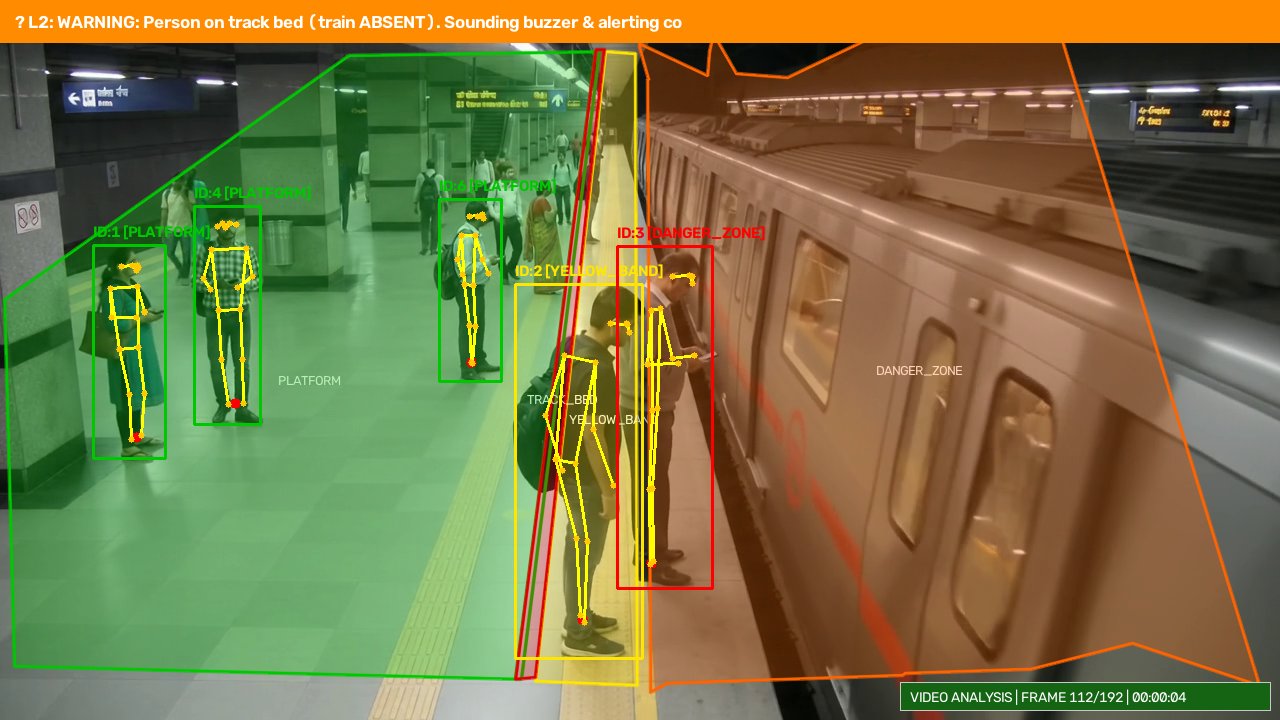 ? L2: WARNING: Person on track bed (train ABSENT). Sounding buzzer & alerting co
ID:4 [PLATFORM]
ID:6 [PLATFORM]
ID:1 [PLATFORM]
ID:3 [DANGER_ZONE]
ID:2 [YELLOW_BAND]
PLATFORM
DANGER_ZONE
TRACK_BED
YELLOW_BAND
VIDEO ANALYSIS | FRAME 112/192 | 00:00:04